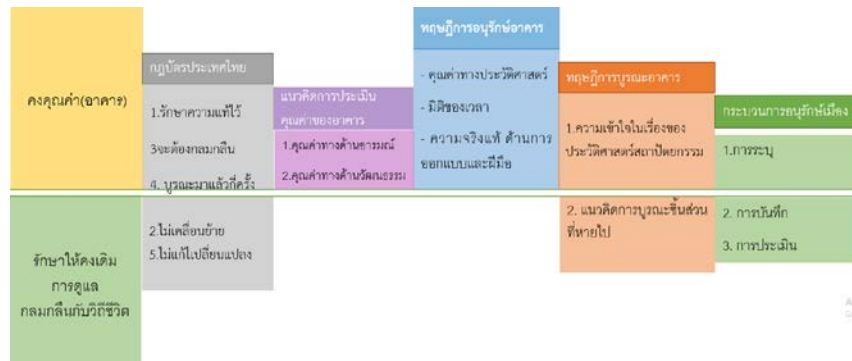 คงคุณค่า(อาคาร)
กฎบัตรประเทศไทย
1.รักษาความแท้ไว้
3จะต้องกลมกลืน
4. บูรณะมาแล้วกี่ครั้ง
2.ไม่เคลื่อนย้าย
5.ไม่แก้ไเปลี่ยนแปลง
แนวคิดการประเมิน
คุณค่าของอาคาร
1.คุณค่าทางด้านอารมณ์
2.คุณค่าทางด้านวัฒนธรรม
ทฤษฎีการอนุรักษ์อาคาร
- คุณค่าทางประวัติศาสตร์
- มิติของเวลา
- ความจริงแท้ ด้านการ
ออกแบบและฝีมือ
ทฤษฎีการบูรณะอาคาร
1.ความเข้าใจในเรื่องของ
ประวัติศาสตร์สถาปัตยกรรม
2. แนวคิดการบูรณะชิ้นส่วน
ที่หายไป
กระบวนการอนุรักษ์เมือง
1.การระบุ
2. การบันทึก
3. การประเมิน
รักษาให้คงเดิม
การดูแล
กลมกลืนกับวิถีชีวิต